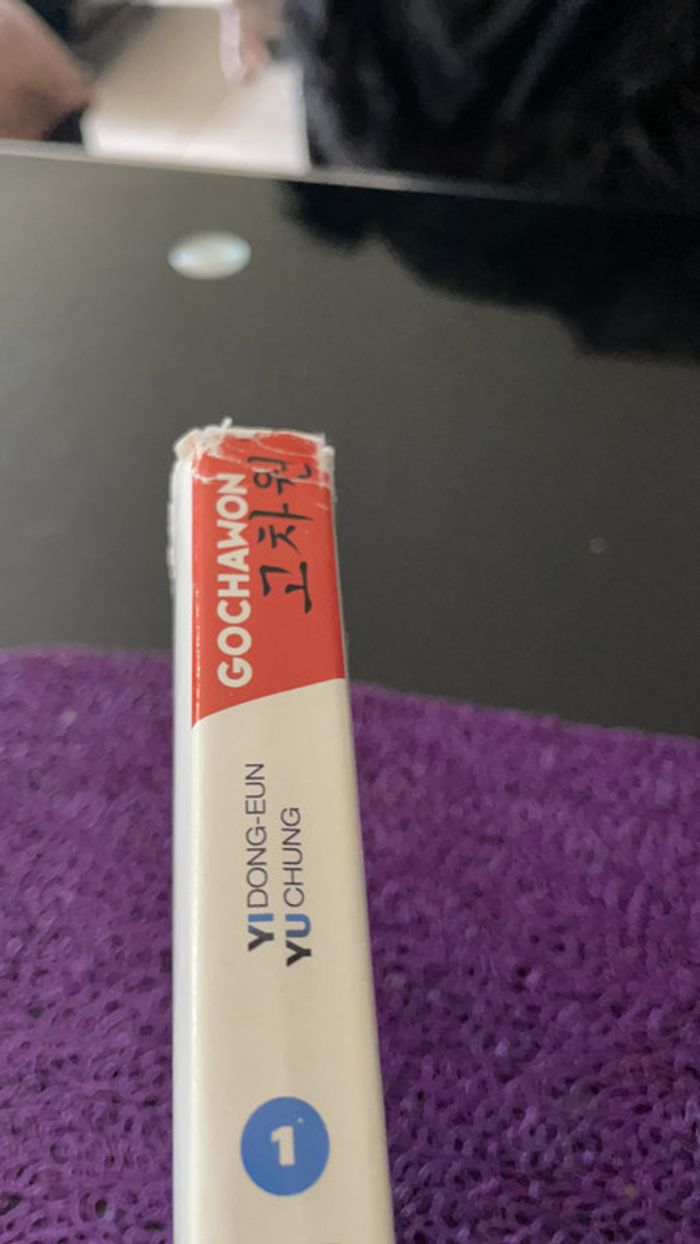 GOCHAWON
고차원
YI DONG-EUN
YU CHUNG
1